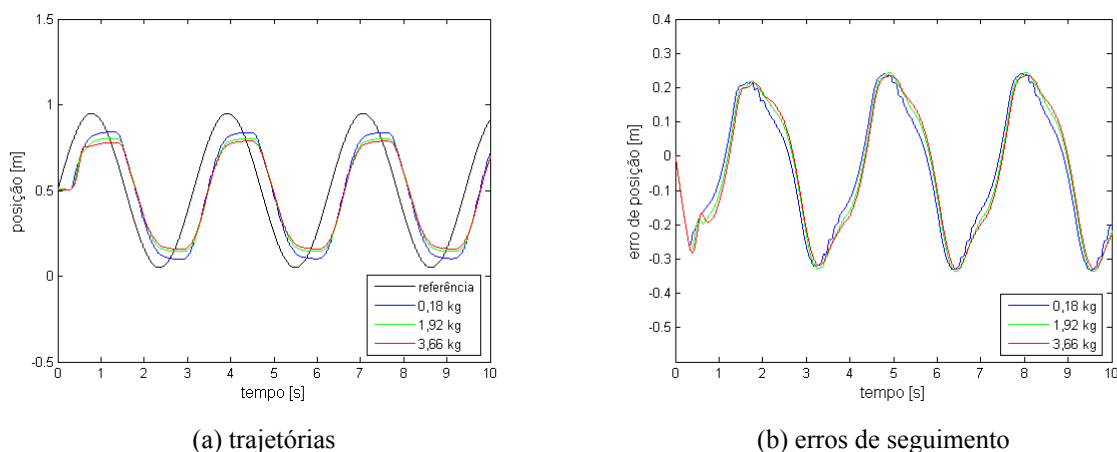 1.5
1
0.5
0
-0.5
posição [m]
0 1 2 3 4 5 6 7 8 9 10
tempo [s]
referência
0,18 kg
1,92 kg
3,66 kg
(a) trajetórias
0.4
0.3
0.2
0.1
0
-0.1
-0.2
-0.3
-0.4
-0.5
erro de posição [m]
0 1 2 3 4 5 6 7 8 9 10
tempo [s]
0,18 kg
1,92 kg
3,66 kg
(b) erros de seguimento